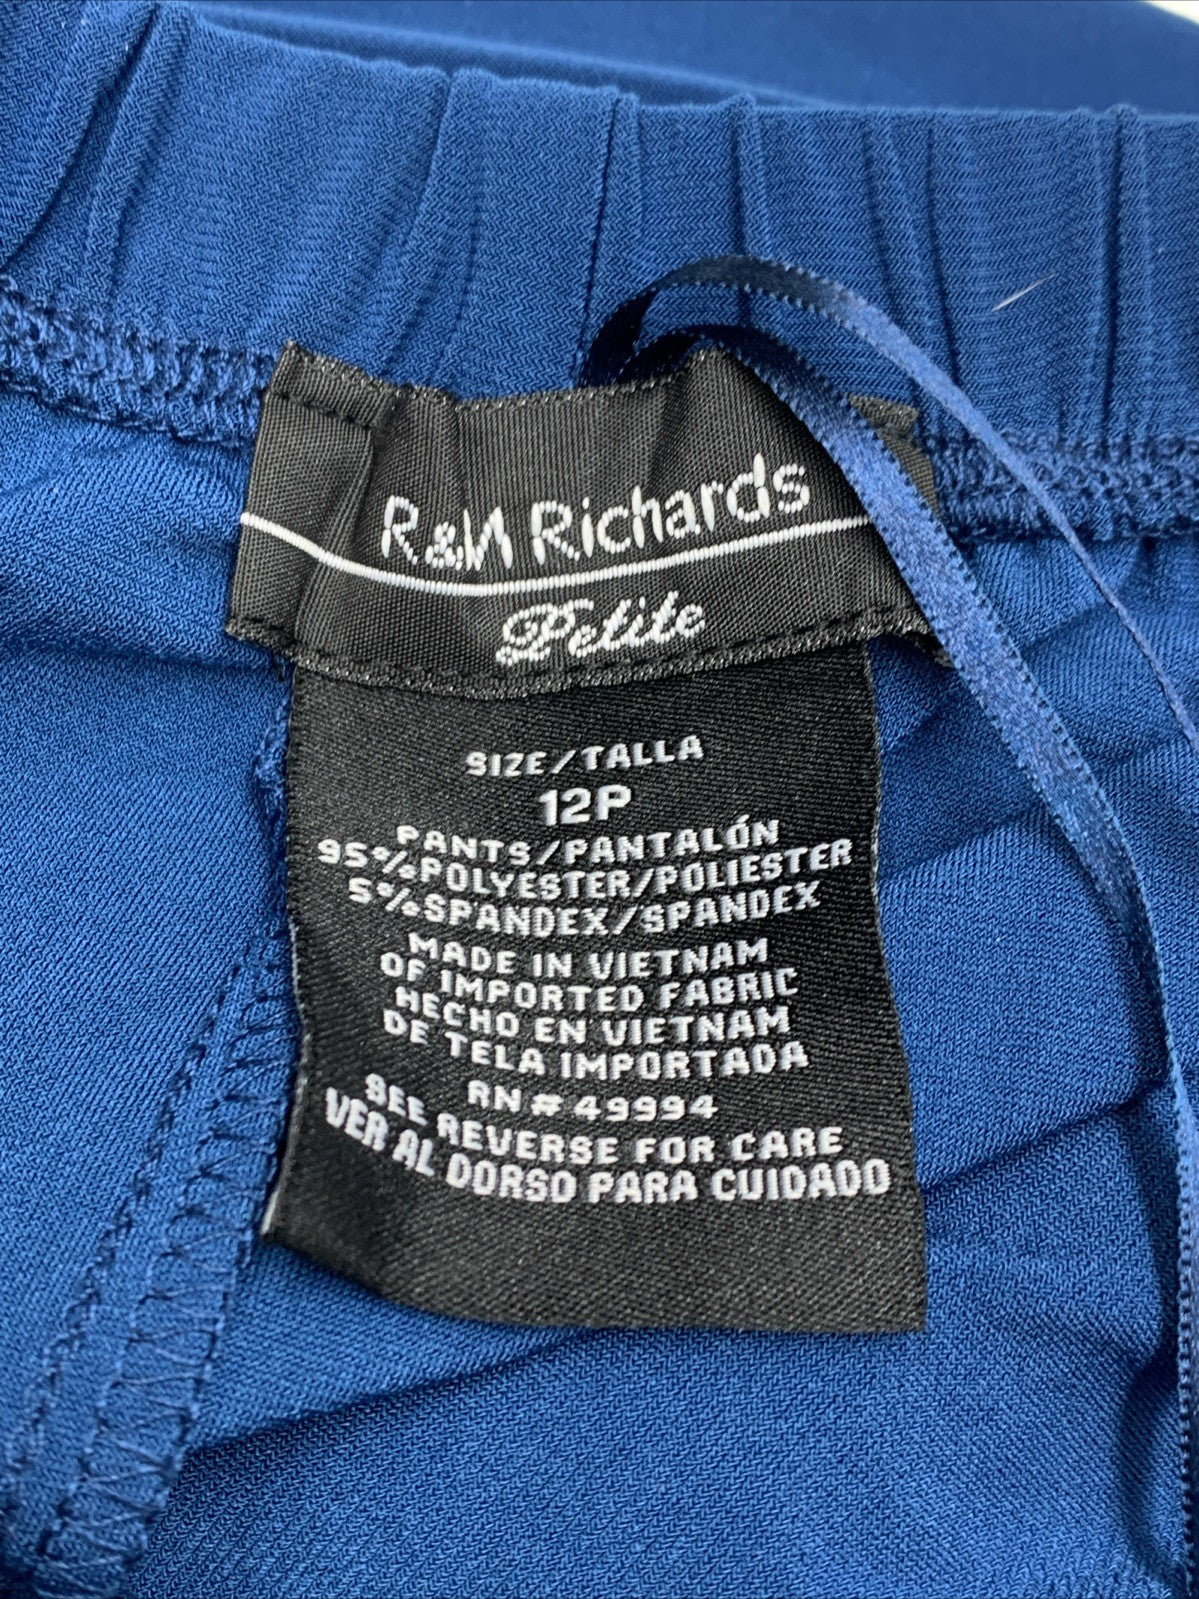 R&M Richards
Petite
SIZE/TALLA
12P
PANTS/PANTALÓN
95%POLYESTER/POLIESTER
5%SPANDEX/SPANDEX
MADE IN VIETNAM
OF IMPORTED FABRIC
HECHO EN VIETNAM
DE TELA IMPORTADA
RN # 49994
SEE REVERSE FOR CARE
VER AL DORSO PARA CUIDADO